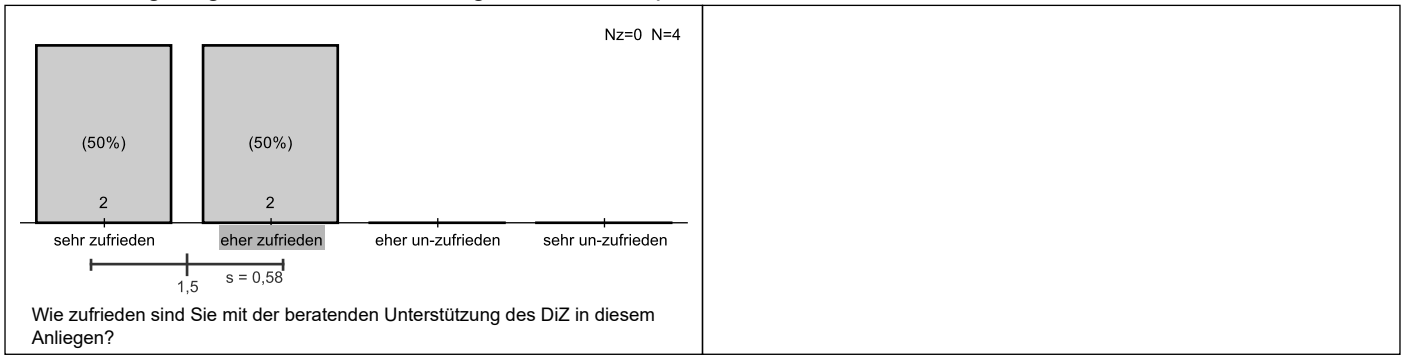 Nz=0 N=4
(50%) (50%)
2 2
sehr zufrieden eher zufrieden eher un-zufrieden sehr un-zufrieden
1,5 s = 0,58
Wie zufrieden sind Sie mit der beratenden Unterstützung des DiZ in diesem
Anliegen?